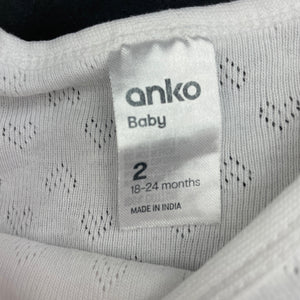 anko
Baby
2
18-24 months
MADE IN INDIA